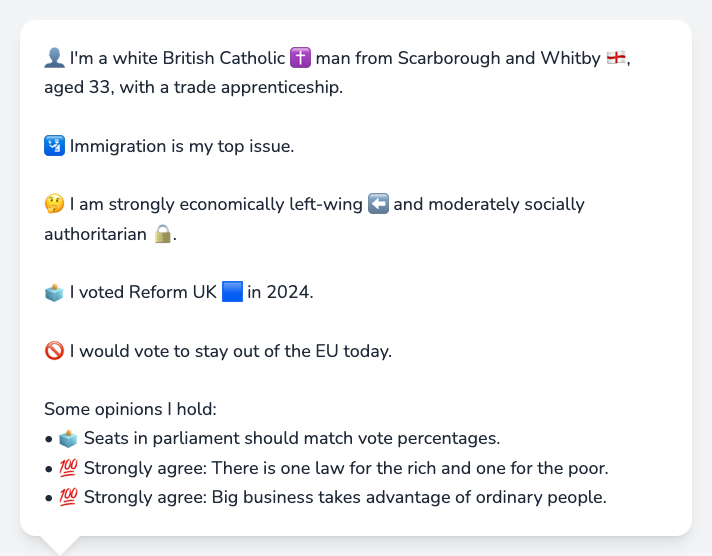 👤 I'm a white British Catholic ✝️ man from Scarborough and Whitby 🏴󠁧󠁢󠁥󠁮󠁧󠁿,
aged 33, with a trade apprenticeship.
🛂 Immigration is my top issue.
🤔 I am strongly economically left-wing ⬅️ and moderately socially
authoritarian 🔒.
🗳️ I voted Reform UK 🟦 in 2024.
🚫 I would vote to stay out of the EU today.
Some opinions I hold:
• 🗳️ Seats in parliament should match vote percentages.
• 💯 Strongly agree: There is one law for the rich and one for the poor.
• 💯 Strongly agree: Big business takes advantage of ordinary people.